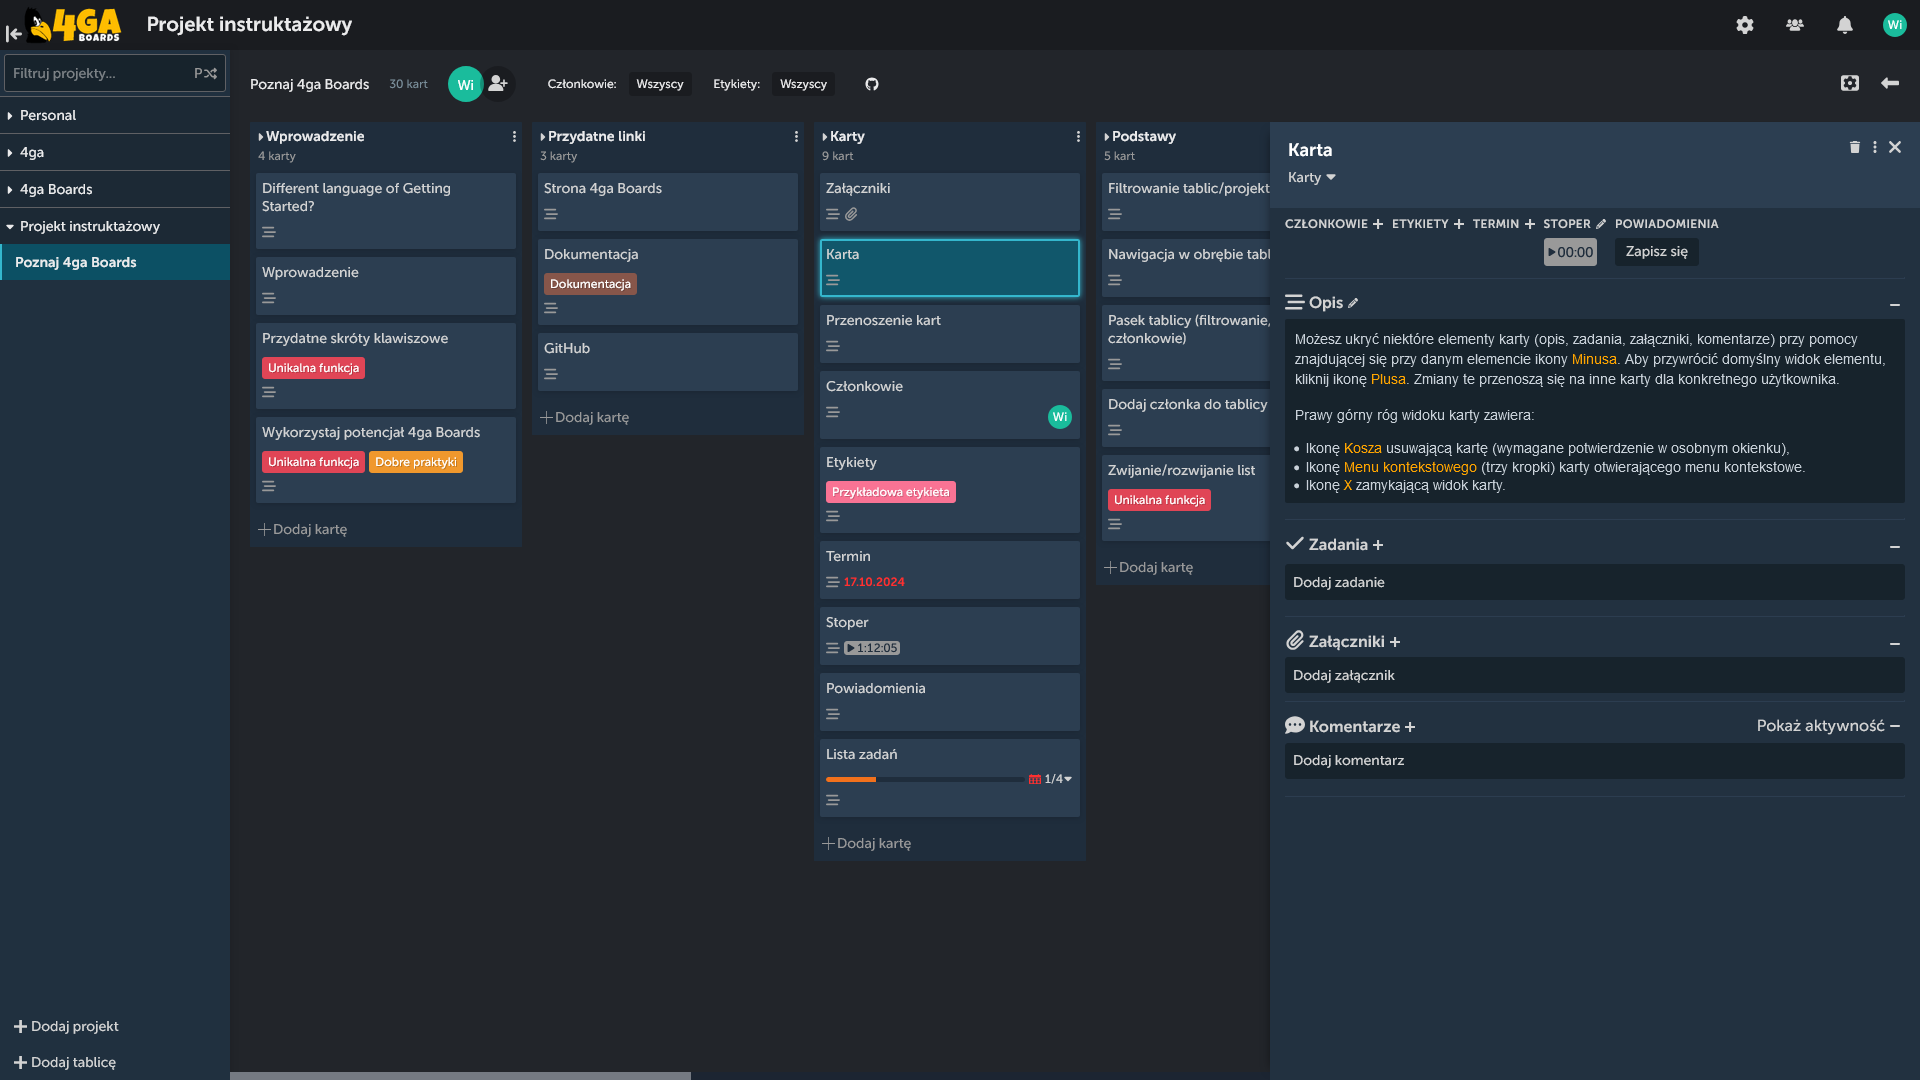 4GA BOARDS
Projekt instruktażowy
Wi
Filtruj projekty...
P
Personal
4ga
4ga Boards
Projekt instruktażowy
Poznaj 4ga Boards
Dodaj projekt
Dodaj tablicę
Poznaj 4ga Boards
30 kart
Wi
Członkowie:
Wszyscy
Etykiety:
Wszyscy
Wprowadzenie
4 karty
Different language of Getting
Started?
Wprowadzenie
Przydatne skróty klawiszowe
Unikalna funkcja
Wykorzystaj potencjał 4ga Boards
Unikalna funkcja
Dobre praktyki
Dodaj kartę
Przydatne linki
3 karty
Strona 4ga Boards
Dokumentacja
Dokumentacja
GitHub
Dodaj kartę
Karty
9 kart
Załączniki
Karta
Przenoszenie kart
Członkowie
Wi
Etykiety
Przykładowa etykieta
Termin
17.10.2024
Stoper
1:12:05
Powiadomienia
Lista zadań
1/4
Dodaj kartę
Podstawy
5 kart
Filtrowanie tablic/projekt
Nawigacja w obrębie tabl
Pasek tablicy (filtrowanie,
członkowie)
Dodaj członka do tablicy
Zwijanie/rozwijanie list
Unikalna funkcja
Dodaj kartę
Karta
Karty
CZŁONKOWIE
ETYKIETY
TERMIN
STOPER
POWIADOMIENIA
00:00
Zapisz się
Opis
Możesz ukryć niektóre elementy karty (opis, zadania, załączniki, komentarze) przy pomocy
znajdującej się przy danym elemencie ikony Minusa. Aby przywrócić domyślny widok elementu,
kliknij ikonę Plusa. Zmiany te przenoszą się na inne karty dla konkretnego użytkownika.
Prawy górny róg widoku karty zawiera:
• Ikonę Kosza usuwającą kartę (wymagane potwierdzenie w osobnym okienku),
• Ikonę Menu kontekstowego (trzy kropki) karty otwierającego menu kontekstowe.
• Ikonę X zamykającą widok karty.
Zadania
Dodaj zadanie
Załączniki
Dodaj załącznik
Komentarze
Pokaż aktywność
Dodaj komentarz